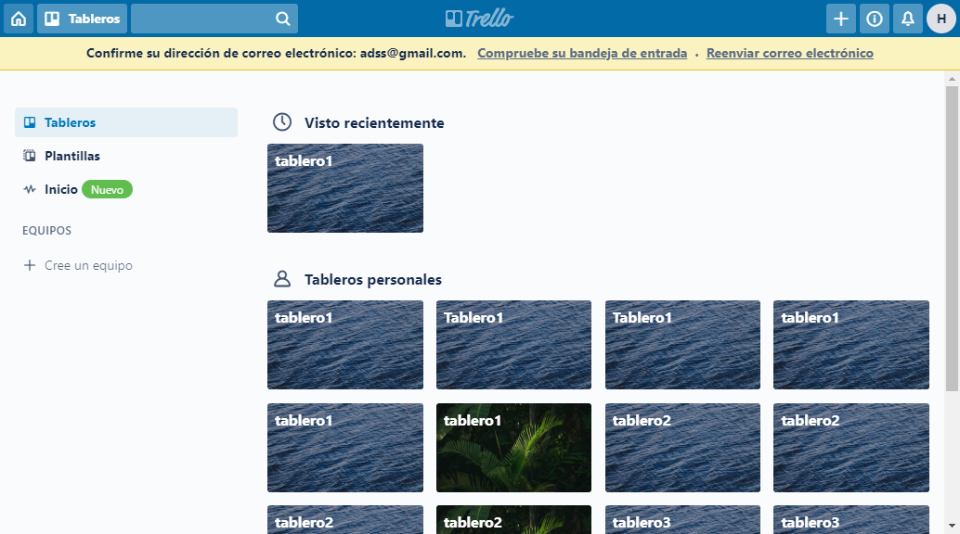 Tableros
Trello
H
Confirme su dirección de correo electrónico: adss@gmail.com. Compruebe su bandeja de entrada · Reenviar correo electrónico
Tableros
Plantillas
Inicio Nuevo
EQUIPOS
Cree un equipo
Visto recientemente
tablero1
Tableros personales
tablero1 Tablero1 Tablero1 tablero1
tablero1 tablero1 tablero2 tablero2
tablero2 tablero2 tablero3 tablero3